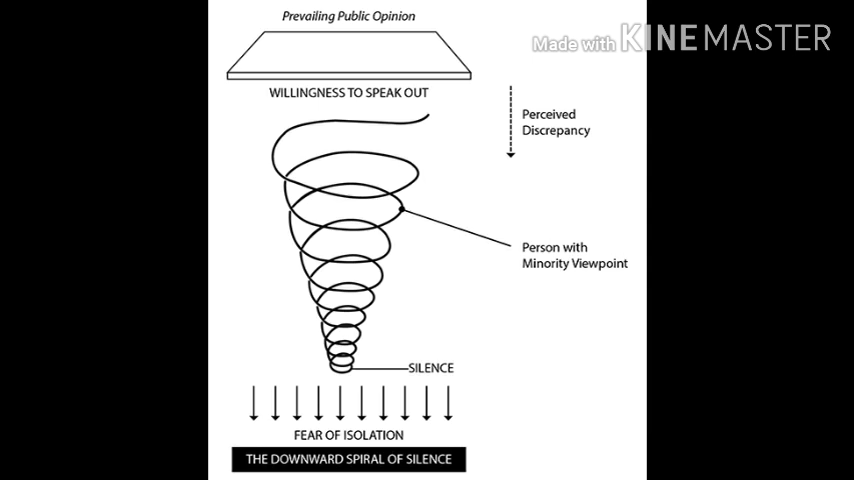 Prevailing Public Opinion
Made with KINEMASTER
WILLINGNESS TO SPEAK OUT
Perceived
Discrepancy
Person with
Minority Viewpoint
SILENCE
FEAR OF ISOLATION
THE DOWNWARD SPIRAL OF SILENCE